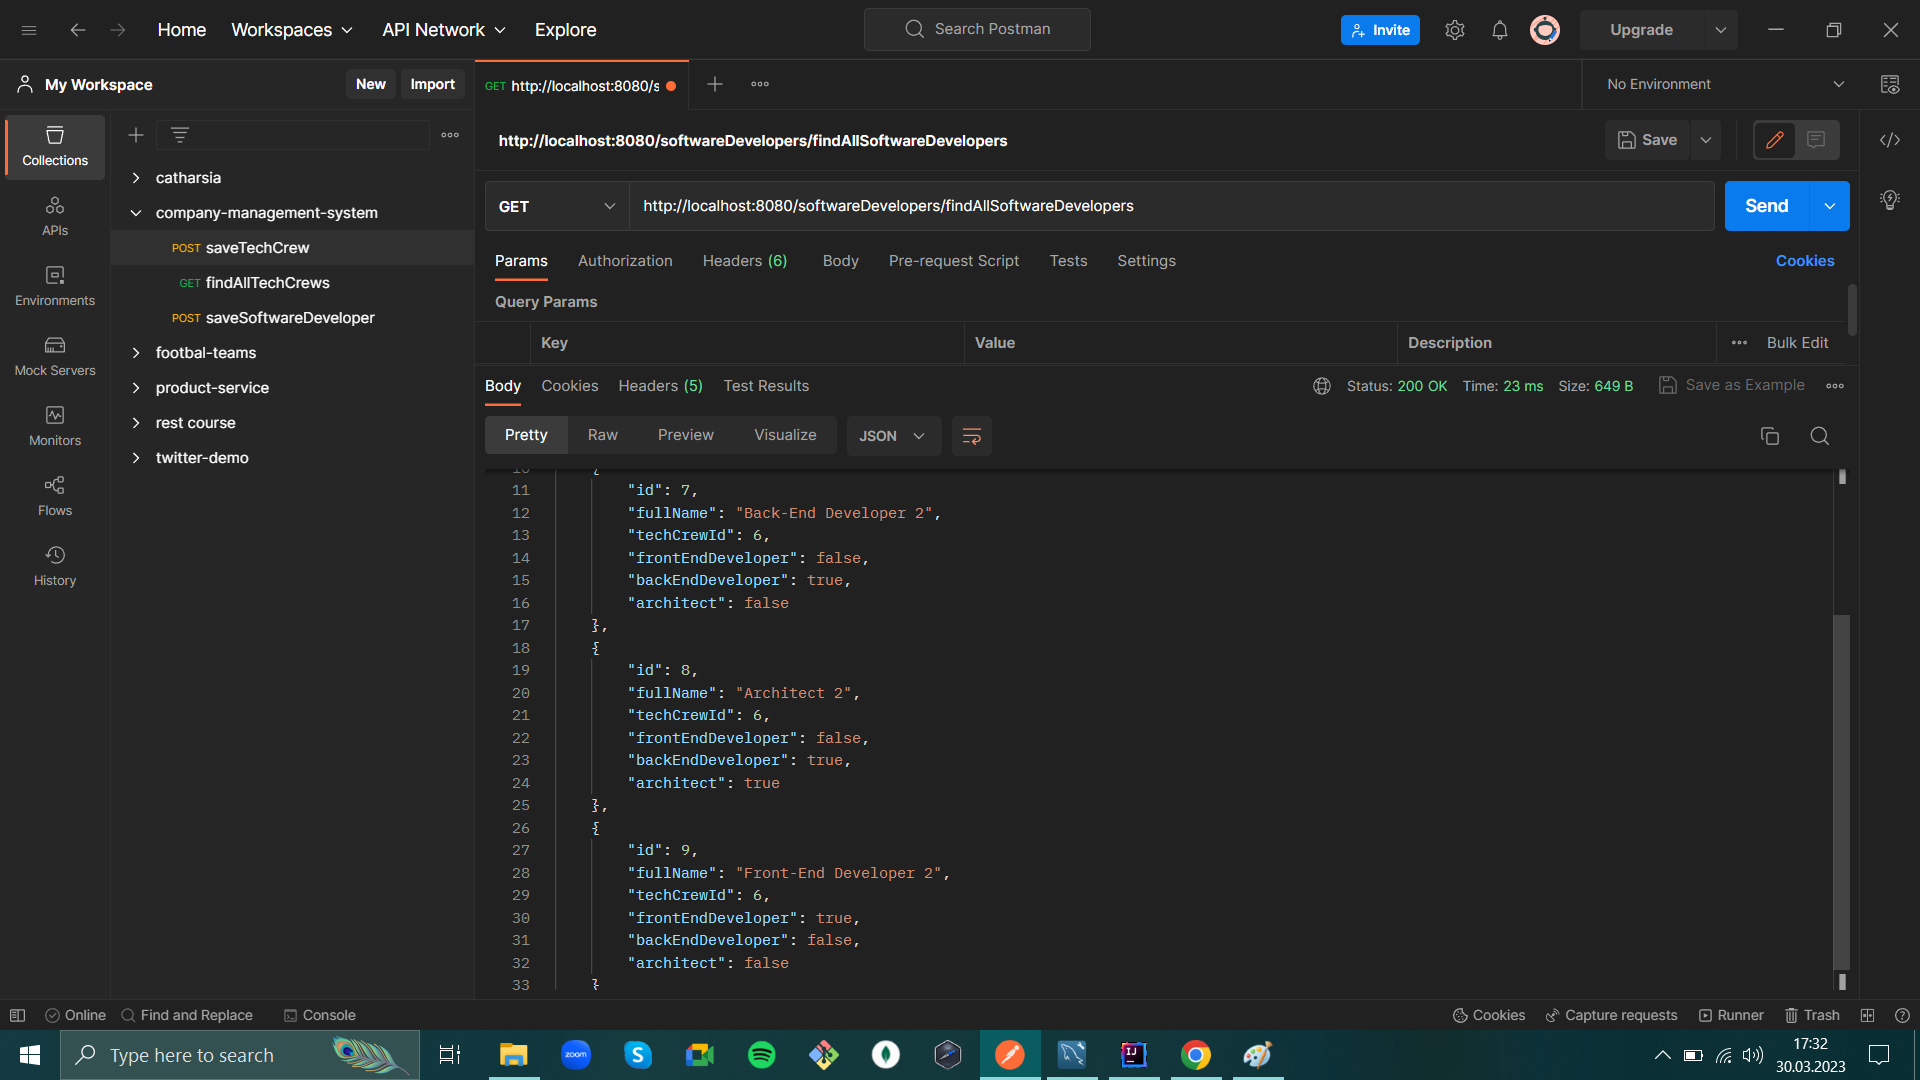 Home Workspaces API Network Explore
Search Postman
Invite
Upgrade
My Workspace New Import
GET http://localhost:8080/s
No Environment
http://localhost:8080/softwareDevelopers/findAllSoftwareDevelopers
Save
Collections
APIs
Environments
Mock Servers
Monitors
Flows
History
catharsia
company-management-system
POST saveTechCrew
GET findAllTechCrews
POST saveSoftwareDeveloper
footbal-teams
product-service
rest course
twitter-demo
GET http://localhost:8080/softwareDevelopers/findAllSoftwareDevelopers Send
Params Authorization Headers (6) Body Pre-request Script Tests Settings Cookies
Query Params
Key Value Description Bulk Edit
Body Cookies Headers (5) Test Results Status: 200 OK Time: 23 ms Size: 649 B Save as Example
Pretty Raw Preview Visualize JSON
10 {
11 "id": 7,
12 "fullName": "Back-End Developer 2",
13 "techCrewId": 6,
14 "frontEndDeveloper": false,
15 "backEndDeveloper": true,
16 "architect": false
17 },
18 {
19 "id": 8,
20 "fullName": "Architect 2",
21 "techCrewId": 6,
22 "frontEndDeveloper": false,
23 "backEndDeveloper": true,
24 "architect": true
25 },
26 {
27 "id": 9,
28 "fullName": "Front-End Developer 2",
29 "techCrewId": 6,
30 "frontEndDeveloper": true,
31 "backEndDeveloper": false,
32 "architect": false
33 }
Online Find and Replace Console Cookies Capture requests Runner Trash
Type here to search
zoom
IJ
17:32
30.03.2023